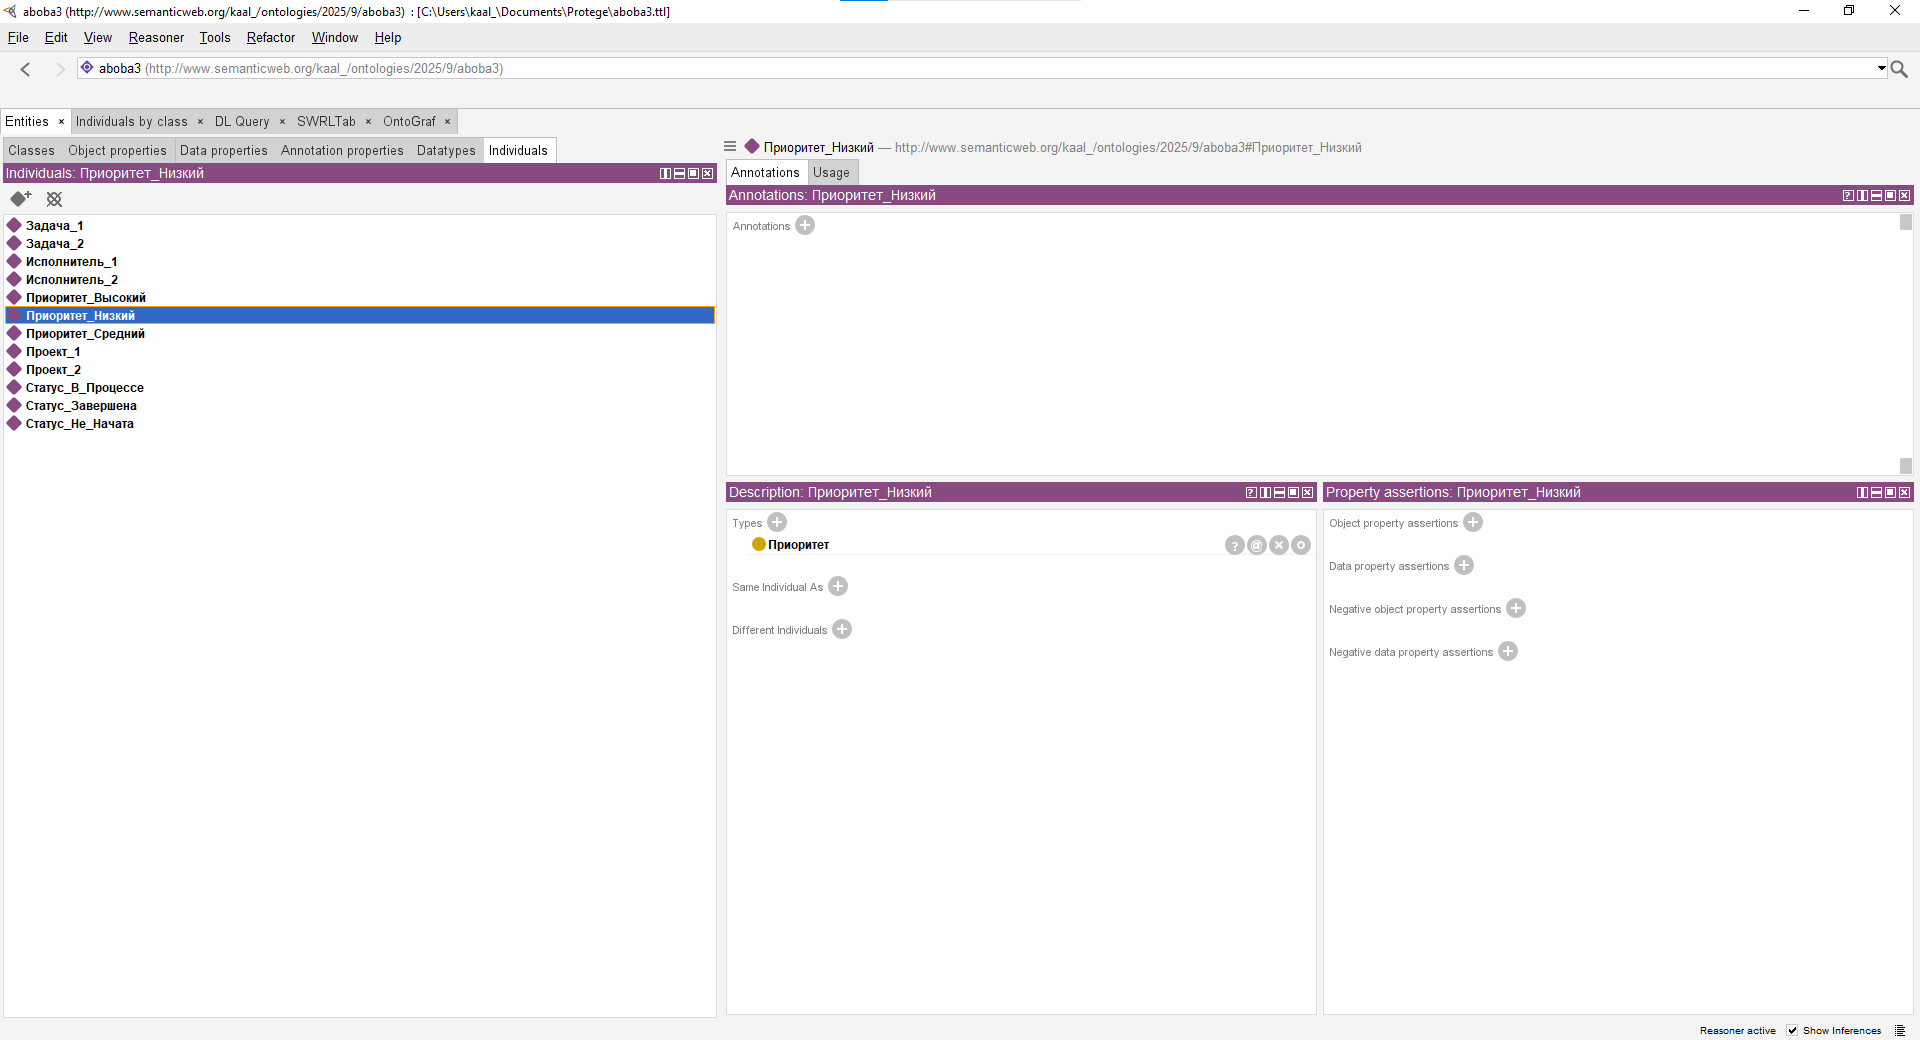 aboba3 (http://www.semanticweb.org/kaal_/ontologies/2025/9/aboba3) : [C:\Users\kaal_\Documents\Protege\aboba3.ttl]
File Edit View Reasoner Tools Refactor Window Help
aboba3 (http://www.semanticweb.org/kaal_/ontologies/2025/9/aboba3)
Entities × Individuals by class × DL Query × SWRLTab × OntoGraf ×
Classes Object properties Data properties Annotation properties Datatypes Individuals
Individuals: Приоритет_Низкий
Задача_1
Задача_2
Исполнитель_1
Исполнитель_2
Приоритет_Высокий
Приоритет_Низкий
Приоритет_Средний
Проект_1
Проект_2
Статус_В_Процессе
Статус_Завершена
Статус_Не_Начата
Приоритет_Низкий — http://www.semanticweb.org/kaal_/ontologies/2025/9/aboba3#Приоритет_Низкий
Annotations Usage
Annotations: Приоритет_Низкий
Annotations
Description: Приоритет_Низкий
Types
Приоритет
Same Individual As
Different Individuals
Property assertions: Приоритет_Низкий
Object property assertions
Data property assertions
Negative object property assertions
Negative data property assertions
Reasoner active Show Inferences